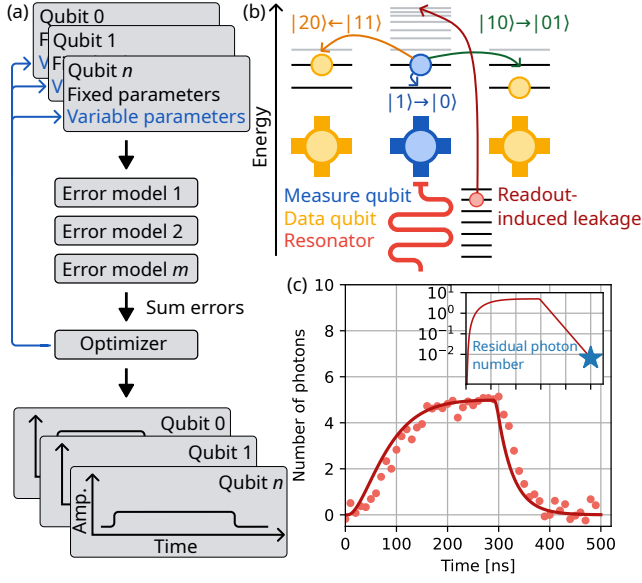 (a)
Qubit 0
F
V
Qubit 1
F
V
Qubit n
Fixed parameters
Variable parameters
Error model 1
Error model 2
Error model m
Sum errors
Optimizer
Qubit 0
Qubit 1
Qubit n
Amp.
Time
(b)
Energy
|20⟩←|11⟩
|10⟩→|01⟩
|1⟩→|0⟩
Measure qubit
Data qubit
Resonator
Readout-
induced leakage
(c)
Number of photons
10
8
6
4
2
0
0 100 200 300 400 500
Time [ns]
10¹
10⁻¹
10⁻²
Residual photon
number